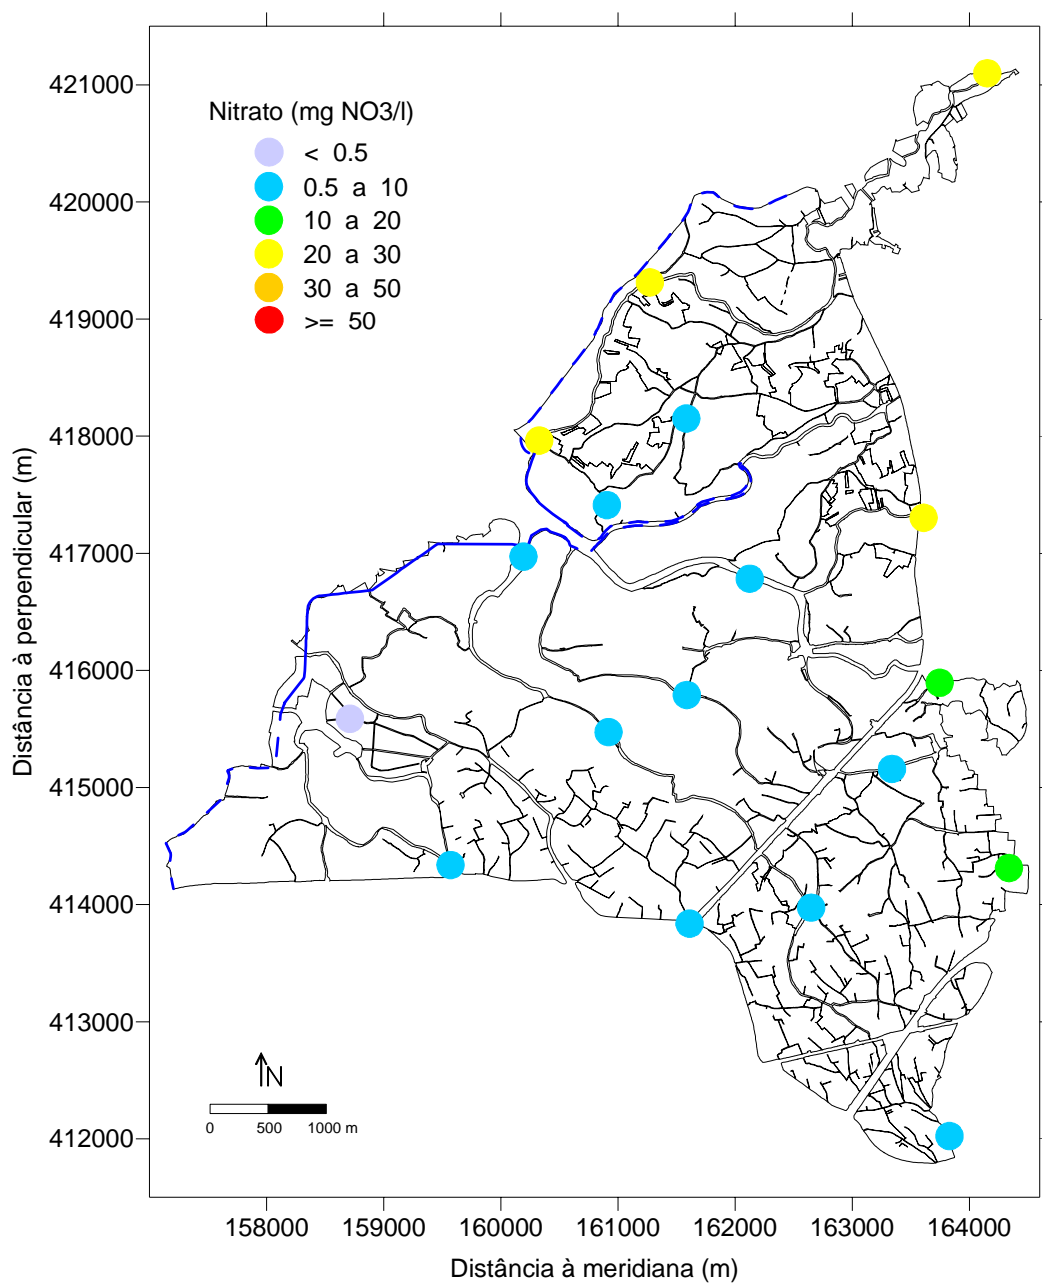 421000
420000
419000
418000
417000
416000
415000
414000
413000
412000
Distância à perpendicular (m)
Nitrato (mg NO3/l)
< 0.5
0.5 a 10
10 a 20
20 a 30
30 a 50
>= 50
N
0 500 1000 m
158000 159000 160000 161000 162000 163000 164000
Distância à meridiana (m)